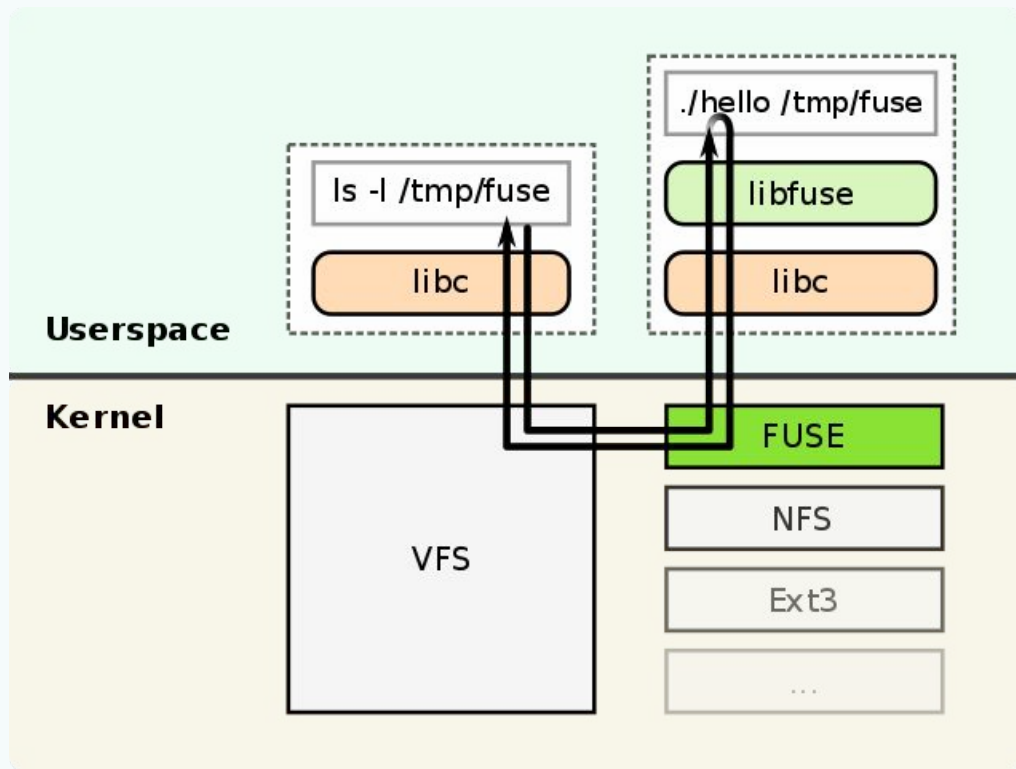 ./hello /tmp/fuse
ls -l /tmp/fuse
libfuse
libc
libc
Userspace
Kernel
FUSE
NFS
VFS
Ext3
...